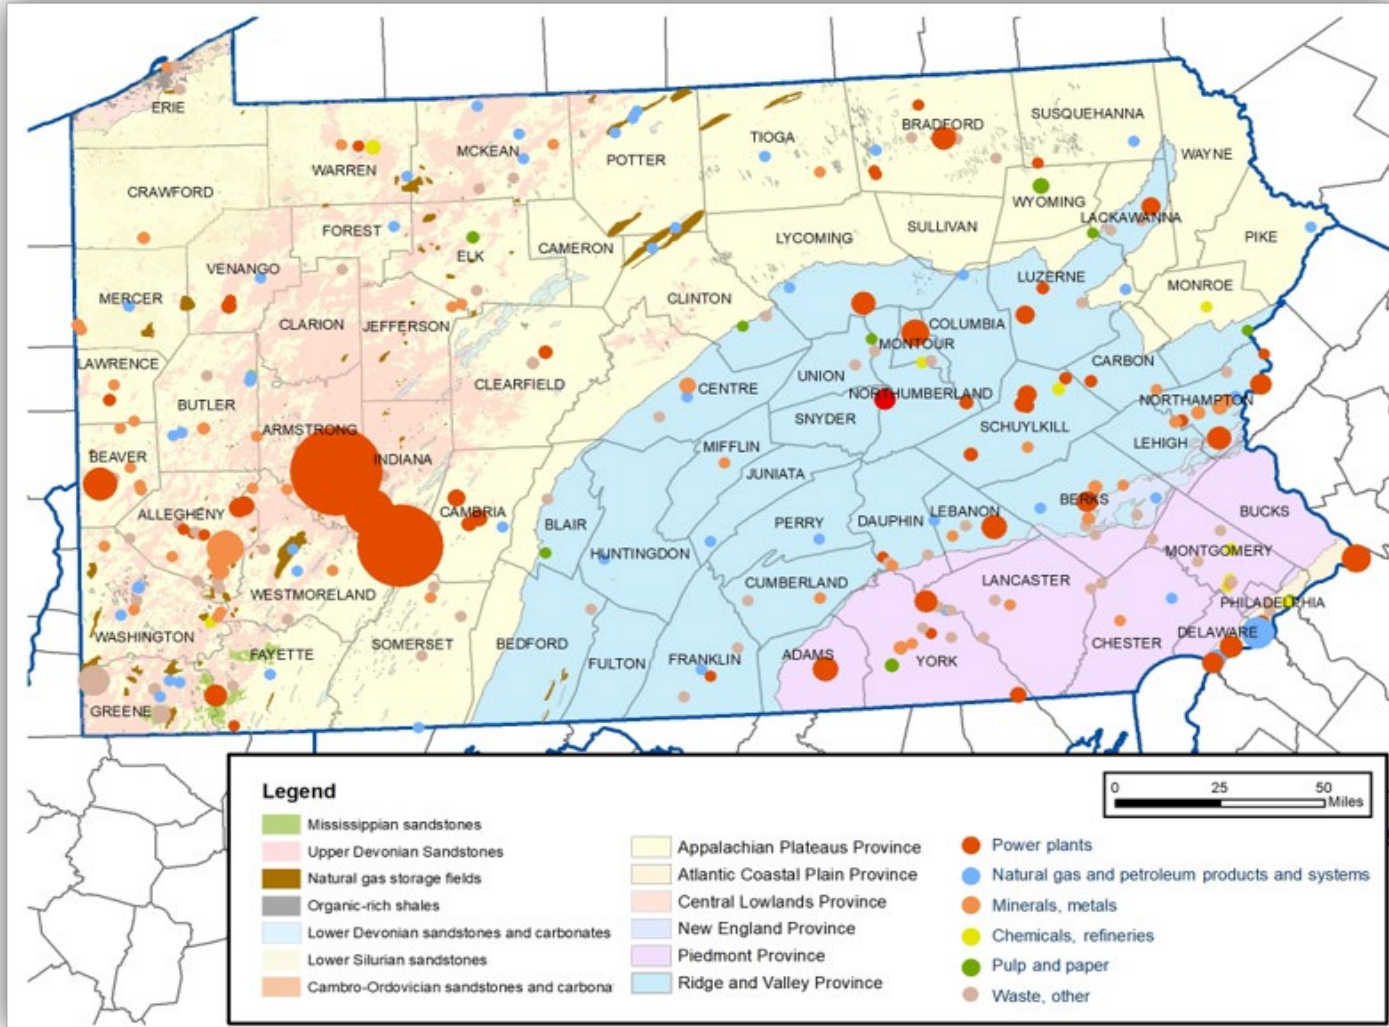 ERIE
SUSQUEHANNA
BRADFORD
TIOGA
MCKEAN
POTTER
WAYNE
WARREN
CRAWFORD
WYOMING
LACKAWANNA
FOREST
SULLIVAN
LYCOMING
PIKE
CAMERON
ELK
VENANGO
LUZERNE
MONROE
MERCER
CLINTON
CLARION
JEFFERSON
COLUMBIA
MONTOUR
LAWRENCE
CARBON
CLEARFIELD
UNION
CENTRE
NORTHUMBERLAND
NORTHAMPTON
BUTLER
SNYDER
SCHUYLKILL
ARMSTRONG
LEHIGH
MIFFLIN
BEAVER
INDIANA
JUNIATA
BERKS
ALLEGHENY
CAMBRIA
LEBANON
BUCKS
BLAIR
PERRY
DAUPHIN
HUNTINGDON
MONTGOMERY
CUMBERLAND
LANCASTER
WESTMORELAND
PHILADELPHIA
WASHINGTON
DELAWARE
SOMERSET
BEDFORD
CHESTER
FAYETTE
FULTON
FRANKLIN
ADAMS
YORK
GREENE
Legend
Mississippian sandstones
Upper Devonian Sandstones
Natural gas storage fields
Organic-rich shales
Lower Devonian sandstones and carbonates
Lower Silurian sandstones
Cambro-Ordovician sandstones and carbona
Appalachian Plateaus Province
Atlantic Coastal Plain Province
Central Lowlands Province
New England Province
Piedmont Province
Ridge and Valley Province
0 25 50
Miles
Power plants
Natural gas and petroleum products and systems
Minerals, metals
Chemicals, refineries
Pulp and paper
Waste, other